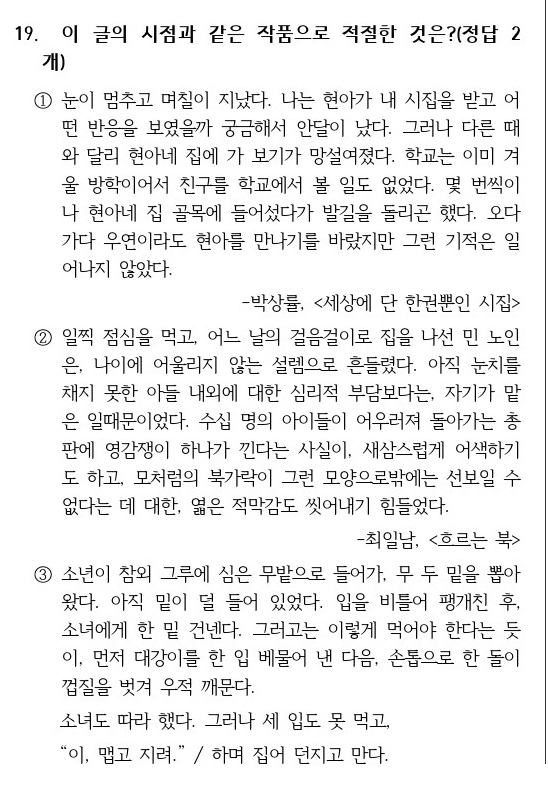 19. 이 글의 시점과 같은 작품으로 적절한 것은?(정답 2
개)
① 눈이 멈추고 며칠이 지났다. 나는 현아가 내 시집을 받고 어
떤 반응을 보였을까 궁금해서 안달이 났다. 그러나 다른 때
와 달리 현아네 집에 가 보기가 망설여졌다. 학교는 이미 겨
울 방학이어서 친구를 학교에서 볼 일도 없었다. 몇 번씩이
나 현아네 집 골목에 들어섰다가 발길을 돌리곤 했다. 오다
가다 우연이라도 현아를 만나기를 바랐지만 그런 기적은 일
어나지 않았다.
-박상률, <세상에 단 한권뿐인 시집>
② 일찍 점심을 먹고, 어느 날의 걸음걸이로 집을 나선 민 노인
은, 나이에 어울리지 않는 설렘으로 흔들렸다. 아직 눈치를
채지 못한 아들 내외에 대한 심리적 부담보다는, 자기가 맡
은 일때문이었다. 수십 명의 아이들이 어우러져 돌아가는 춤
판에 영감쟁이 하나가 낀다는 사실이, 새삼스럽게 어색하기
도 하고, 모처럼의 북가락이 그런 모양으로밖에는 선보일 수
없다는 데 대한, 엷은 적막감도 씻어내기 힘들었다.
-최일남, <흐르는 북>
③ 소년이 참외 그루에 심은 무밭으로 들어가, 무 두 밑을 뽑아
왔다. 아직 밑이 덜 들어 있었다. 잎을 비틀어 팽개친 후,
소녀에게 한 밑 건넨다. 그러고는 이렇게 먹어야 한다는 듯
이, 먼저 대강이를 한 입 베물어 낸 다음, 손톱으로 한 돌이
껍질을 벗겨 우적 깨문다.
소녀도 따라 했다. 그러나 세 입도 못 먹고,
“이, 맵고 지려.” / 하며 집어 던지고 만다.